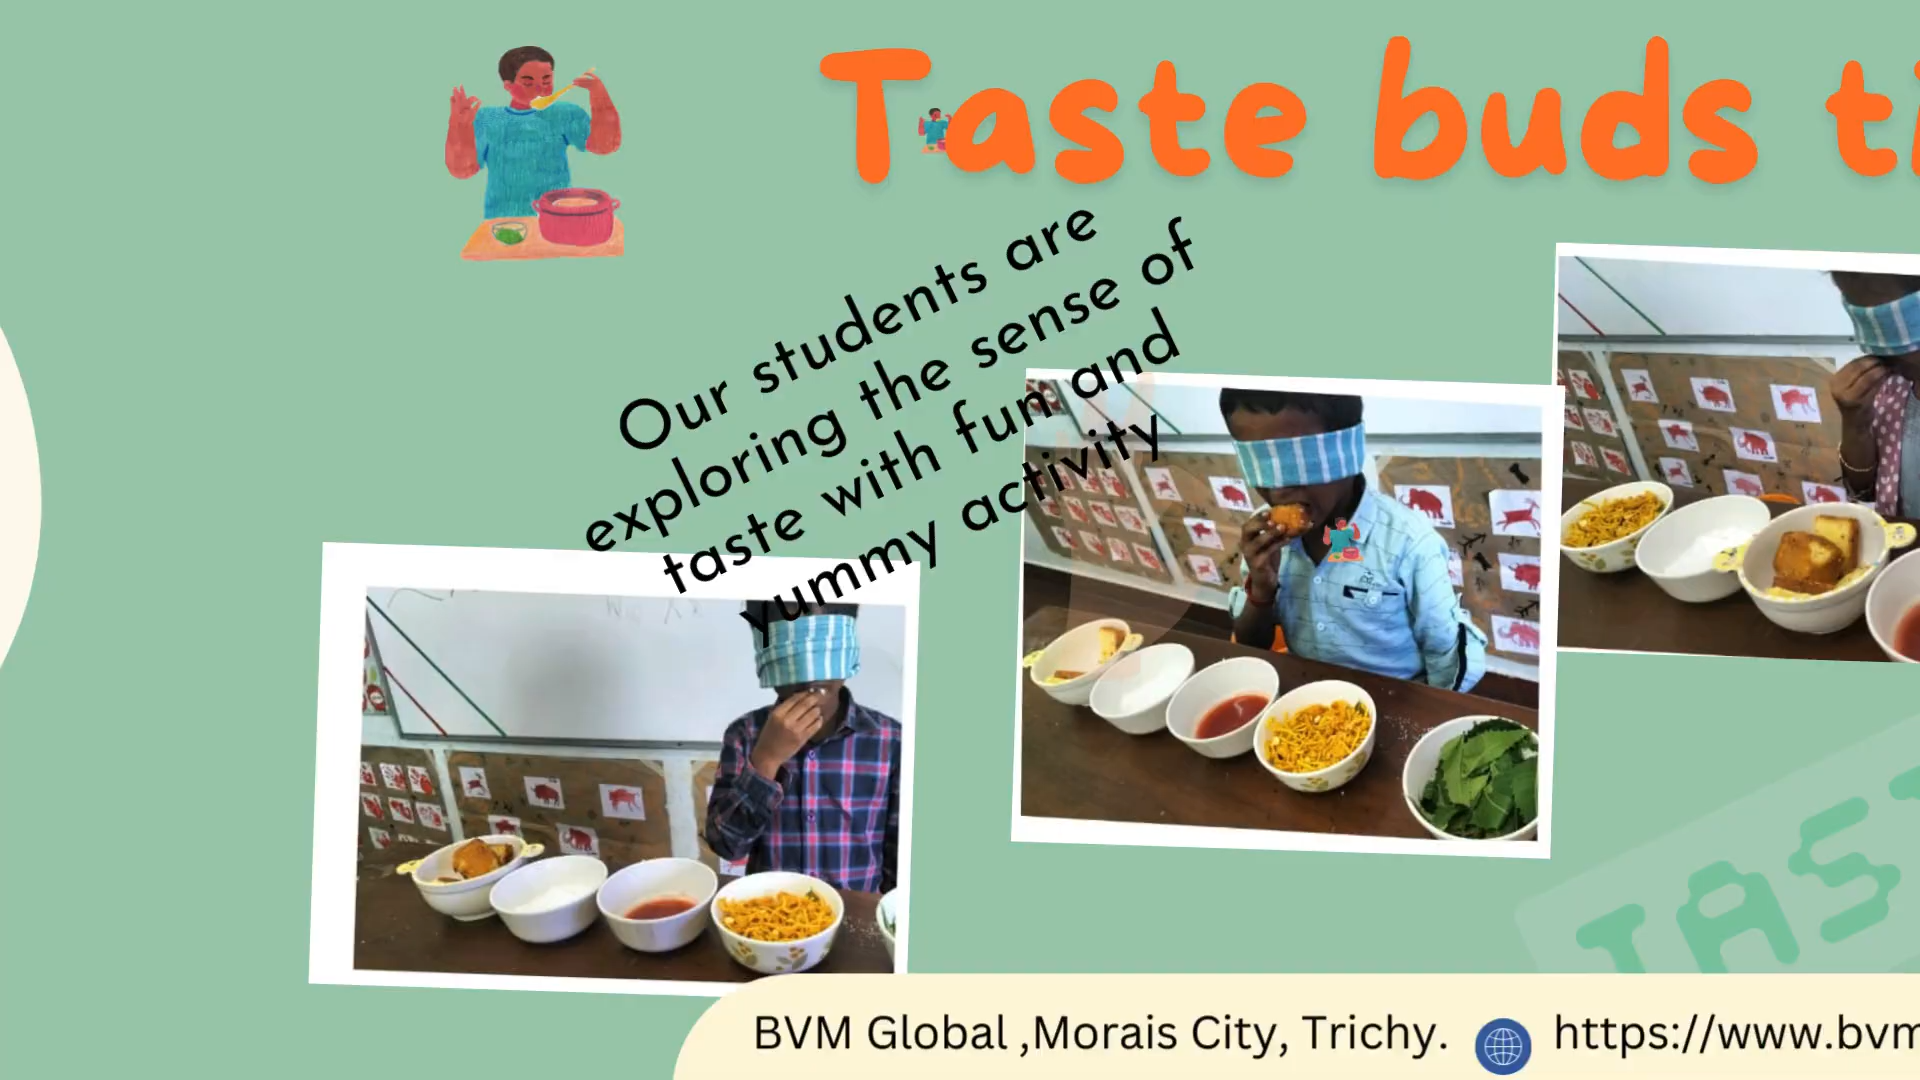 Taste buds ti
Our students are
exploring the sense of
taste with fun and
yummy activity
TAST
BVM Global ,Morais City, Trichy.
https://www.bvm